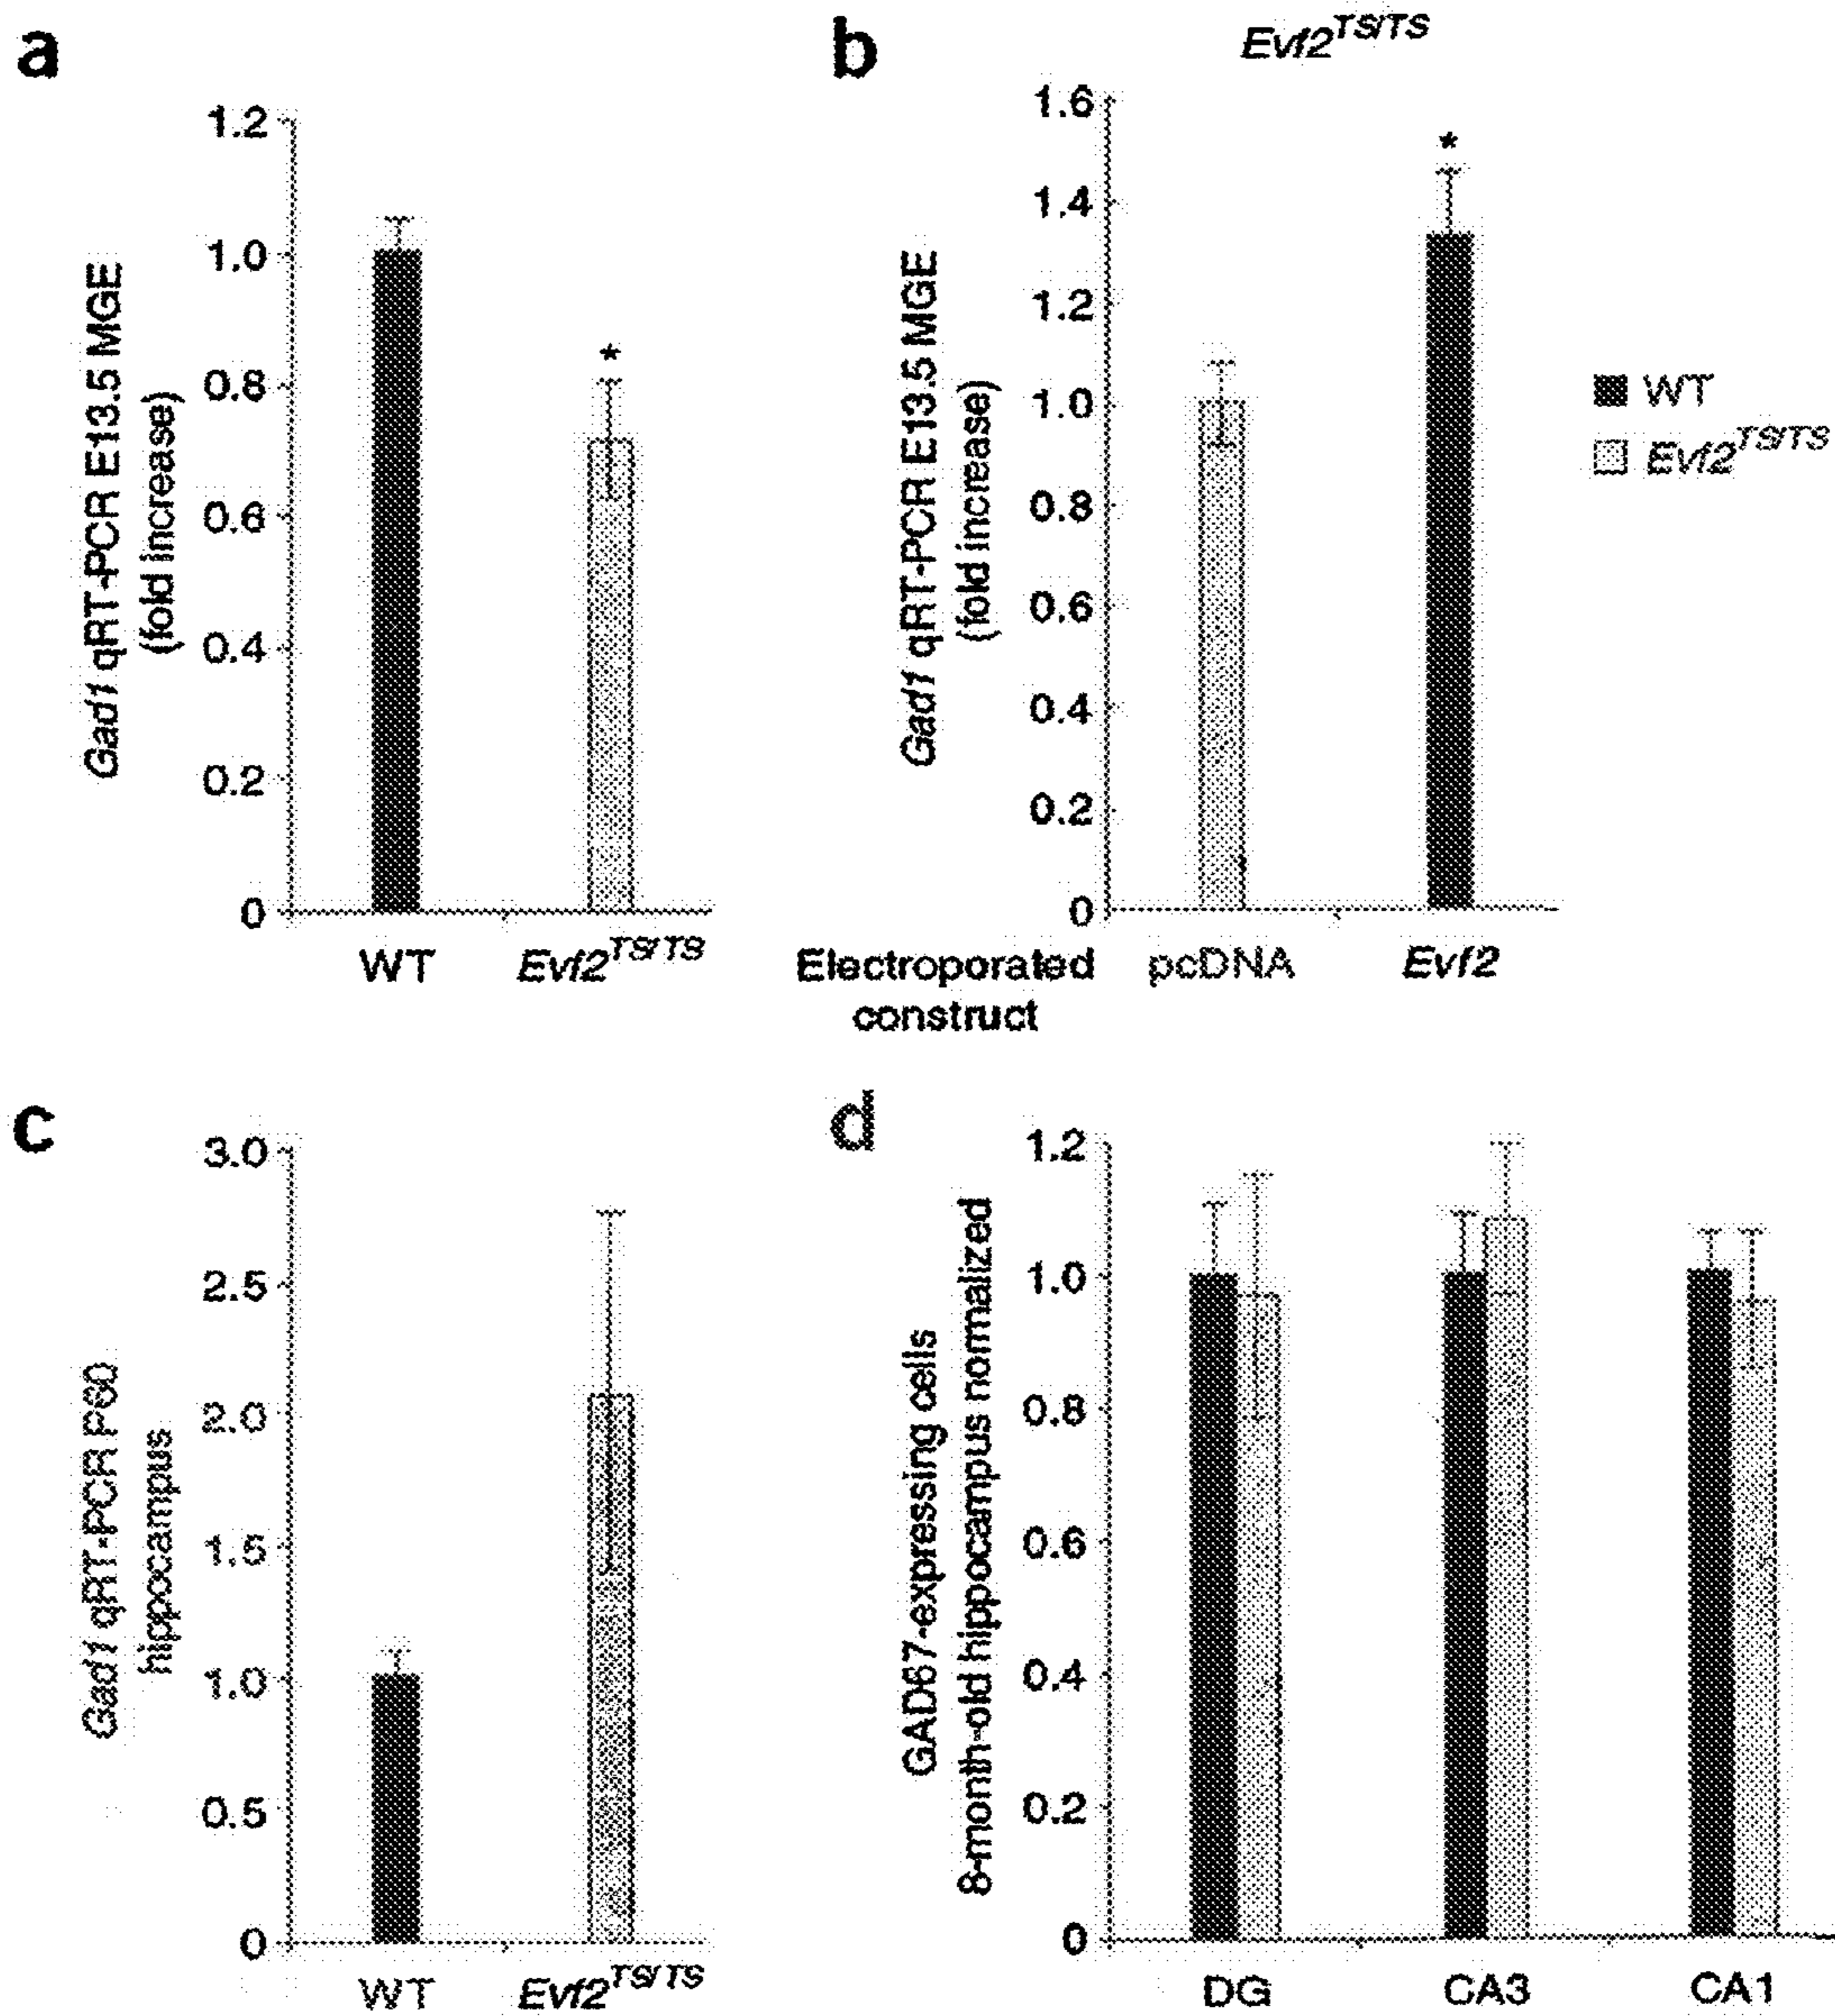 a
1.2
1.0
0.8
0.6
0.4
0.2
0
Gad1 qRT-PCR E13.5 MGE
(fold increase)
*
WT
Evf2TS/TS
b
Evf2TS/TS
1.6
1.4
1.2
1.0
0.8
0.6
0.4
0.2
0
Gad1 qRT-PCR E13.5 MGE
(fold increase)
*
Electroporated
construct
pcDNA
Evf2
WT
Evf2TS/TS
c
3.0
2.5
2.0
1.5
1.0
0.5
0
Gad1 qRT-PCR P60
hippocampus
WT
Evf2TS/TS
d
1.2
1.0
0.8
0.6
0.4
0.2
0
GAD67-expressing cells
8-month-old hippocampus normalized
DG
CA3
CA1